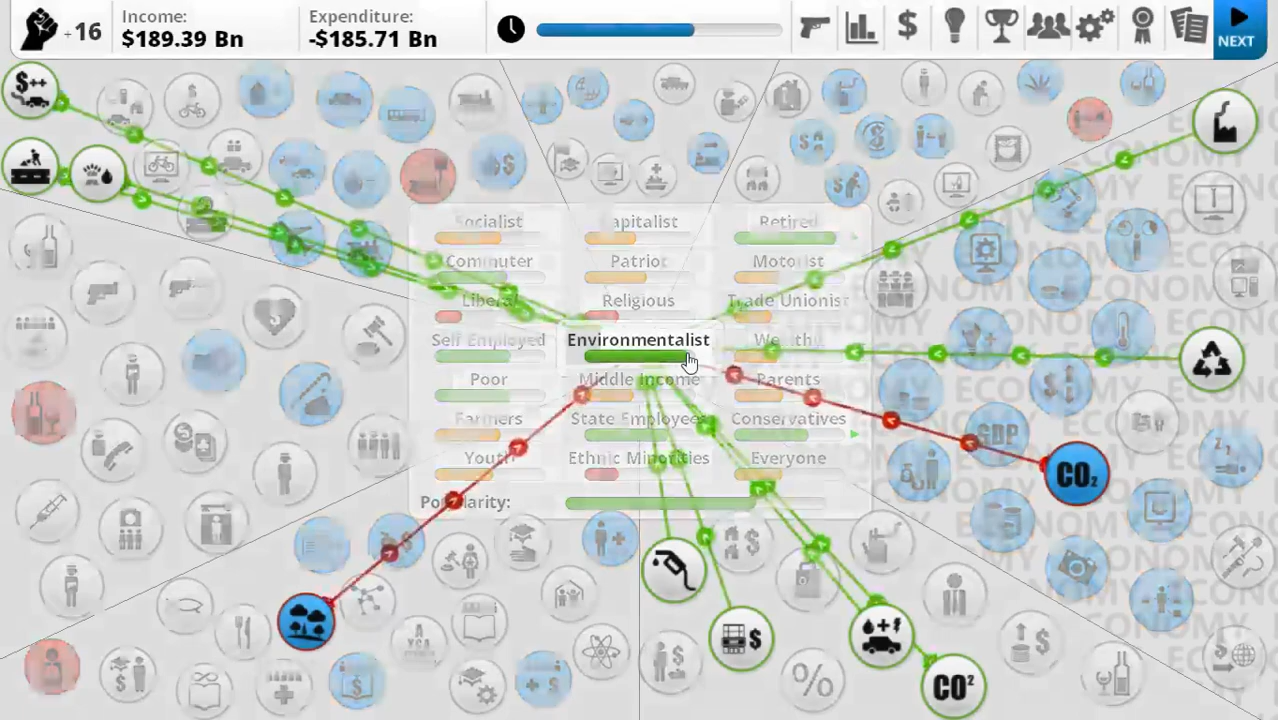 +16
Income:
$189.39 Bn
Expenditure:
-$185.71 Bn
NEXT
$++
Socialist
Capitalist
Retired
Commuter
Patriot
Motorist
Liberal
Religious
Trade Unionist
Self Employed
Environmentalist
Wealthy
Poor
Middle Income
Parents
Farmers
State Employees
Conservatives
Youth
Ethnic Minorities
Everyone
Popularity:
GDP
CO₂
CO²
ECONOMY